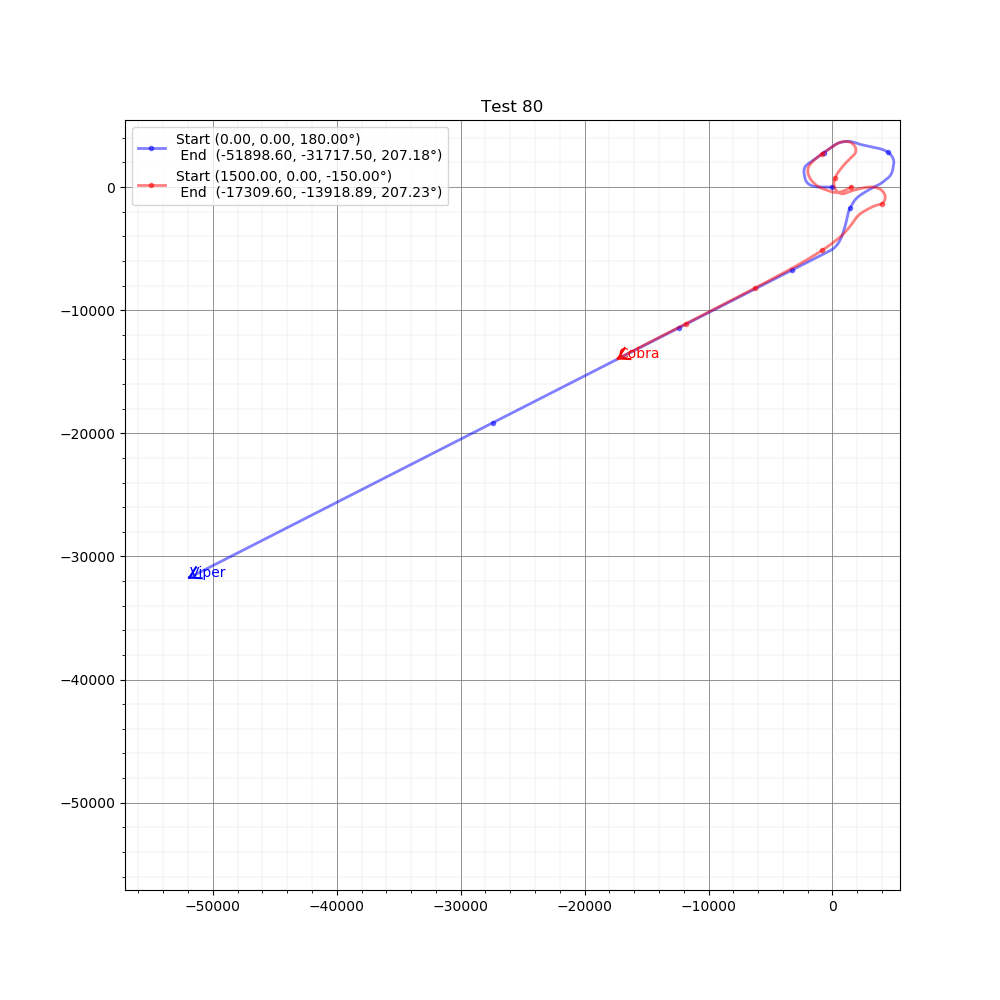 Test 80
Start (0.00, 0.00, 180.00°)
End (-51898.60, -31717.50, 207.18°)
Start (1500.00, 0.00, -150.00°)
End (-17309.60, -13918.89, 207.23°)
0
−10000
−20000
−30000
−40000
−50000
Cobra
Viper
−50000 −40000 −30000 −20000 −10000 0